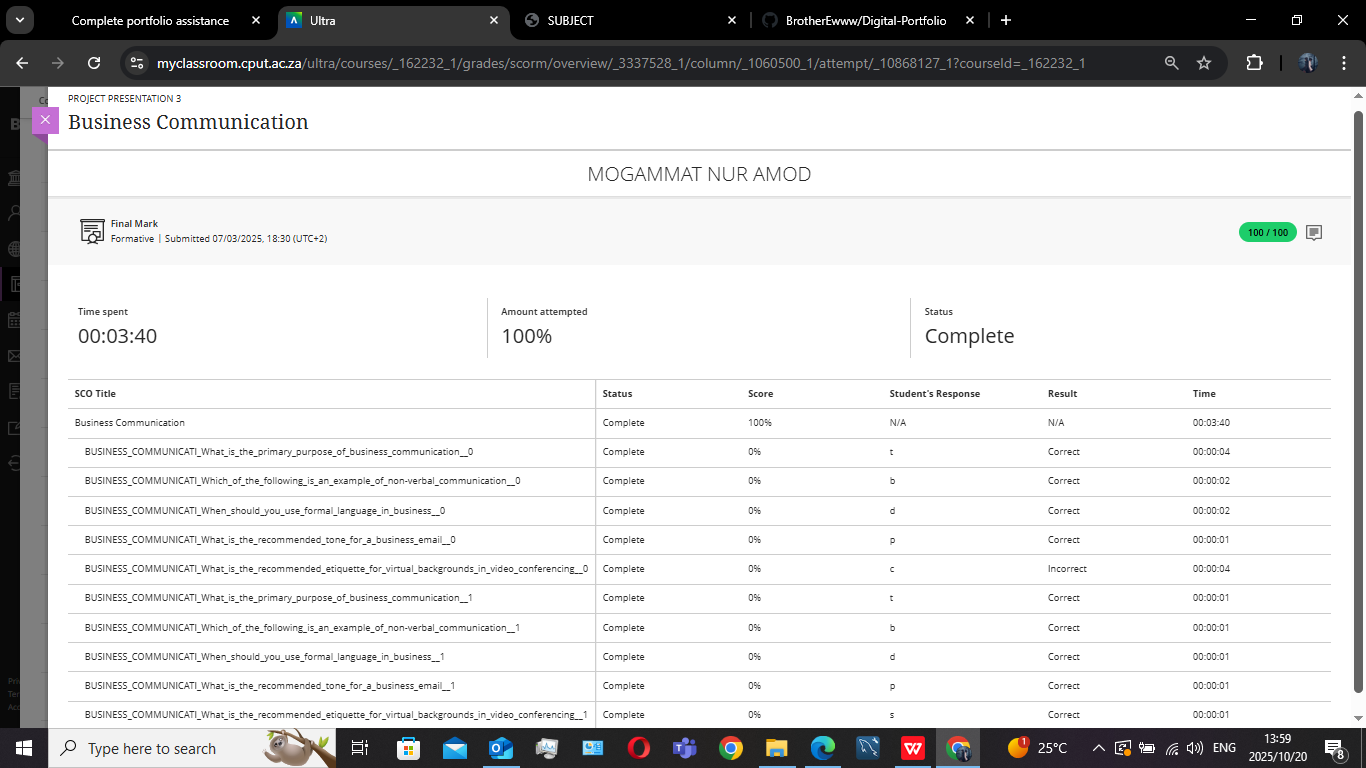 Complete portfolio assistance
Ultra
SUBJECT
BrotherEwww/Digital-Portfolio
myclassroom.cput.ac.za/ultra/courses/_162232_1/grades/scorm/overview/_3337528_1/column/_1060500_1/attempt/_10868127_1?courseId=_162232_1
PROJECT PRESENTATION 3
Business Communication
MOGAMMAT NUR AMOD
Final Mark
Formative | Submitted 07/03/2025, 18:30 (UTC+2)
100 / 100
Time spent
00:03:40
Amount attempted
100%
Status
Complete
SCO Title Status Score Student's Response Result Time
Business Communication Complete 100% N/A N/A 00:03:40
BUSINESS_COMMUNICATI_What_is_the_primary_purpose_of_business_communication__0 Complete 0% t Correct 00:00:04
BUSINESS_COMMUNICATI_Which_of_the_following_is_an_example_of_non-verbal_communication__0 Complete 0% b Correct 00:00:02
BUSINESS_COMMUNICATI_When_should_you_use_formal_language_in_business__0 Complete 0% d Correct 00:00:02
BUSINESS_COMMUNICATI_What_is_the_recommended_tone_for_a_business_email__0 Complete 0% p Correct 00:00:01
BUSINESS_COMMUNICATI_What_is_the_recommended_etiquette_for_virtual_backgrounds_in_video_conferencing__0 Complete 0% c Incorrect 00:00:04
BUSINESS_COMMUNICATI_What_is_the_primary_purpose_of_business_communication__1 Complete 0% t Correct 00:00:01
BUSINESS_COMMUNICATI_Which_of_the_following_is_an_example_of_non-verbal_communication__1 Complete 0% b Correct 00:00:01
BUSINESS_COMMUNICATI_When_should_you_use_formal_language_in_business__1 Complete 0% d Correct 00:00:01
BUSINESS_COMMUNICATI_What_is_the_recommended_tone_for_a_business_email__1 Complete 0% p Correct 00:00:01
BUSINESS_COMMUNICATI_What_is_the_recommended_etiquette_for_virtual_backgrounds_in_video_conferencing__1 Complete 0% s Correct 00:00:01
Type here to search
1
25°C
ENG
13:59
2025/10/20
8